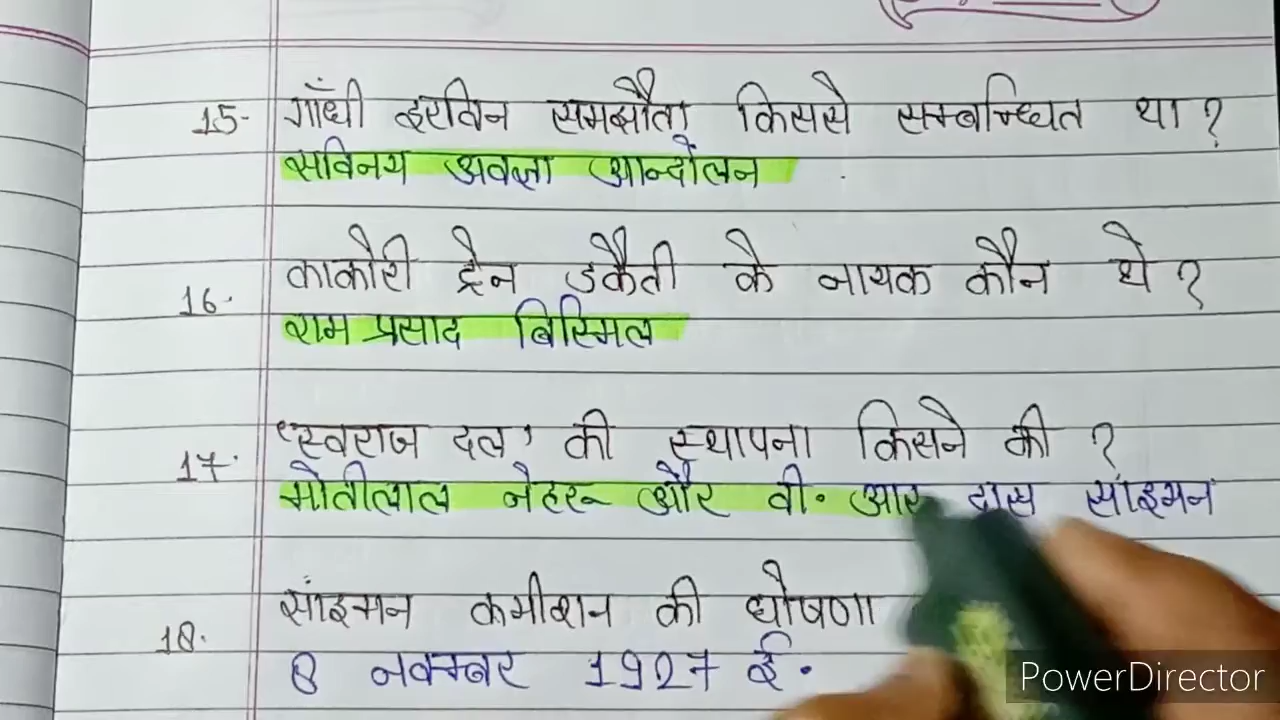 15. गाँधी इरविन समझौता किससे सम्बन्धित था ?
सविनय अवज्ञा आन्दोलन
16. काकोरी ट्रेन डकैती के नायक कौन थे ?
राम प्रसाद बिस्मिल
17. 'स्वराज दल' की स्थापना किसने की ?
मोतीलाल नेहरू और वी. आर दास साइमन
18. साइमन कमीशन की घोषणा
8 नवम्बर 1927 ई.
PowerDirector